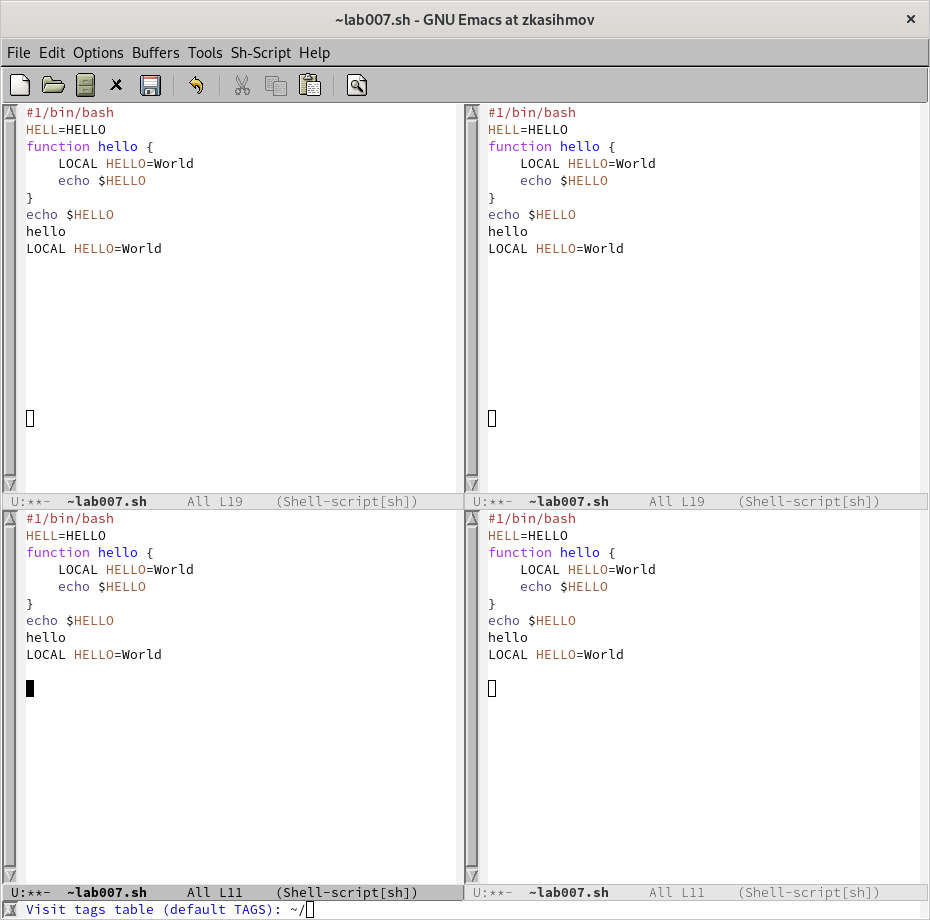 ~lab007.sh - GNU Emacs at zkasihmov
File Edit Options Buffers Tools Sh-Script Help
#1/bin/bash
HELL=HELLO
function hello {
    LOCAL HELLO=World
    echo $HELLO
}
echo $HELLO
hello
LOCAL HELLO=World
U:**-  ~lab007.sh     All L19    (Shell-script[sh])
#1/bin/bash
HELL=HELLO
function hello {
    LOCAL HELLO=World
    echo $HELLO
}
echo $HELLO
hello
LOCAL HELLO=World
U:**-  ~lab007.sh     All L19    (Shell-script[sh])
#1/bin/bash
HELL=HELLO
function hello {
    LOCAL HELLO=World
    echo $HELLO
}
echo $HELLO
hello
LOCAL HELLO=World
U:**-  ~lab007.sh     All L11    (Shell-script[sh])
#1/bin/bash
HELL=HELLO
function hello {
    LOCAL HELLO=World
    echo $HELLO
}
echo $HELLO
hello
LOCAL HELLO=World
U:**-  ~lab007.sh     All L11    (Shell-script[sh])
Visit tags table (default TAGS): ~/